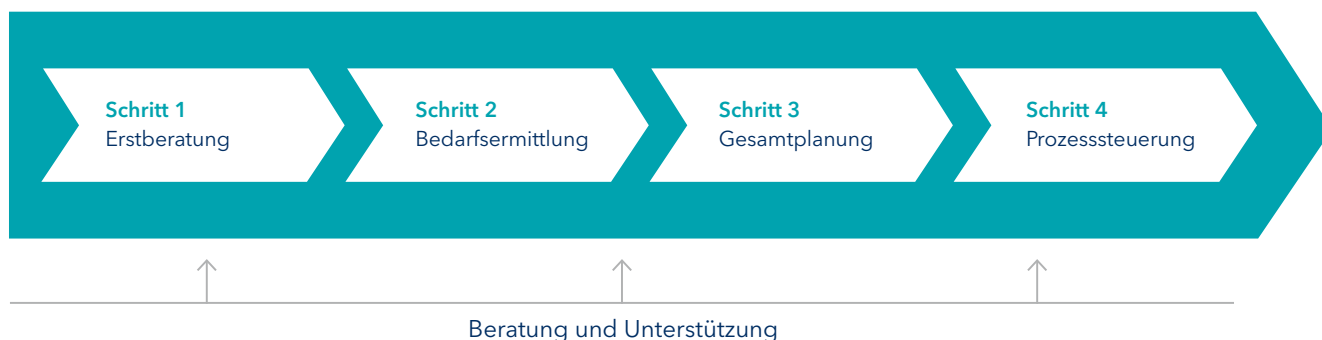 Schritt 1
Erstberatung
Schritt 2
Bedarfsermittlung
Schritt 3
Gesamtplanung
Schritt 4
Prozesssteuerung
Beratung und Unterstützung